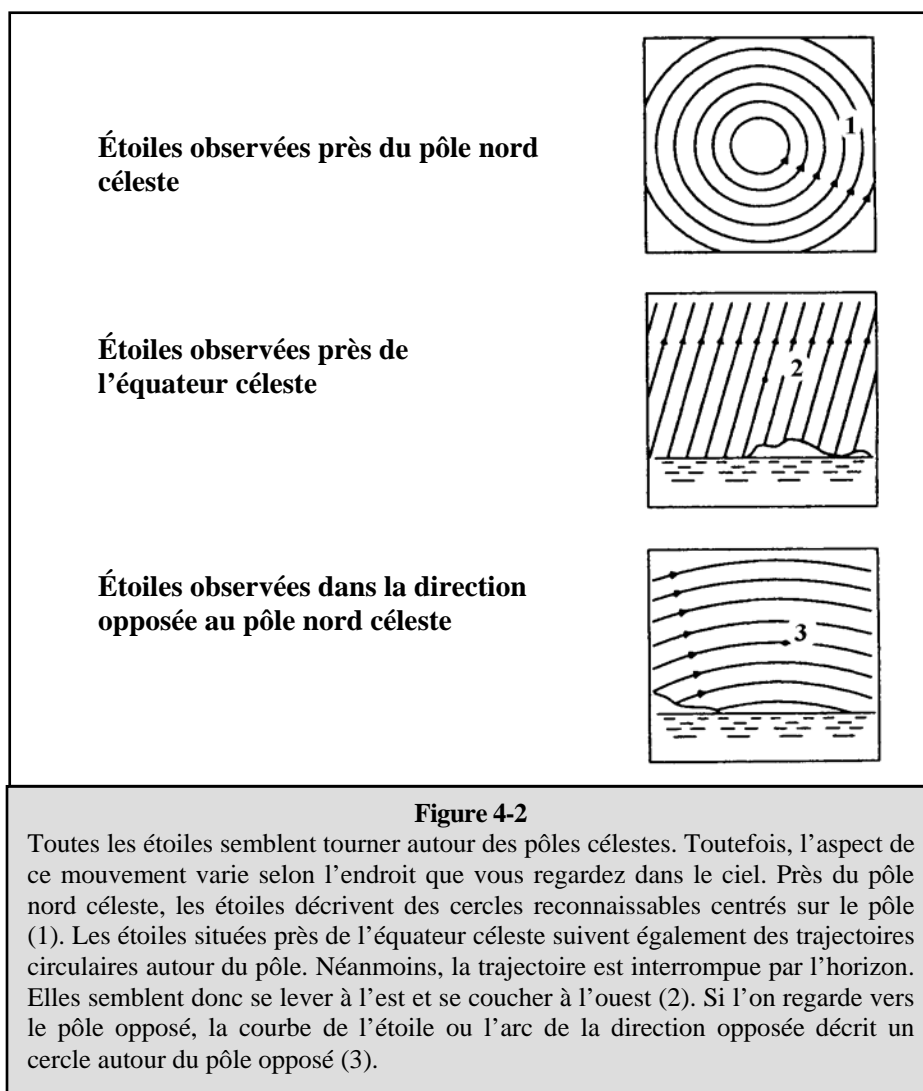 Étoiles observées près du pôle nord
céleste
1
Étoiles observées près de
l’équateur céleste
2
Étoiles observées dans la direction
opposée au pôle nord céleste
3
Figure 4-2
Toutes les étoiles semblent tourner autour des pôles célestes. Toutefois, l’aspect de
ce mouvement varie selon l’endroit que vous regardez dans le ciel. Près du pôle
nord céleste, les étoiles décrivent des cercles reconnaissables centrés sur le pôle
(1). Les étoiles situées près de l’équateur céleste suivent également des trajectoires
circulaires autour du pôle. Néanmoins, la trajectoire est interrompue par l’horizon.
Elles semblent donc se lever à l’est et se coucher à l’ouest (2). Si l’on regarde vers
le pôle opposé, la courbe de l’étoile ou l’arc de la direction opposée décrit un
cercle autour du pôle opposé (3).